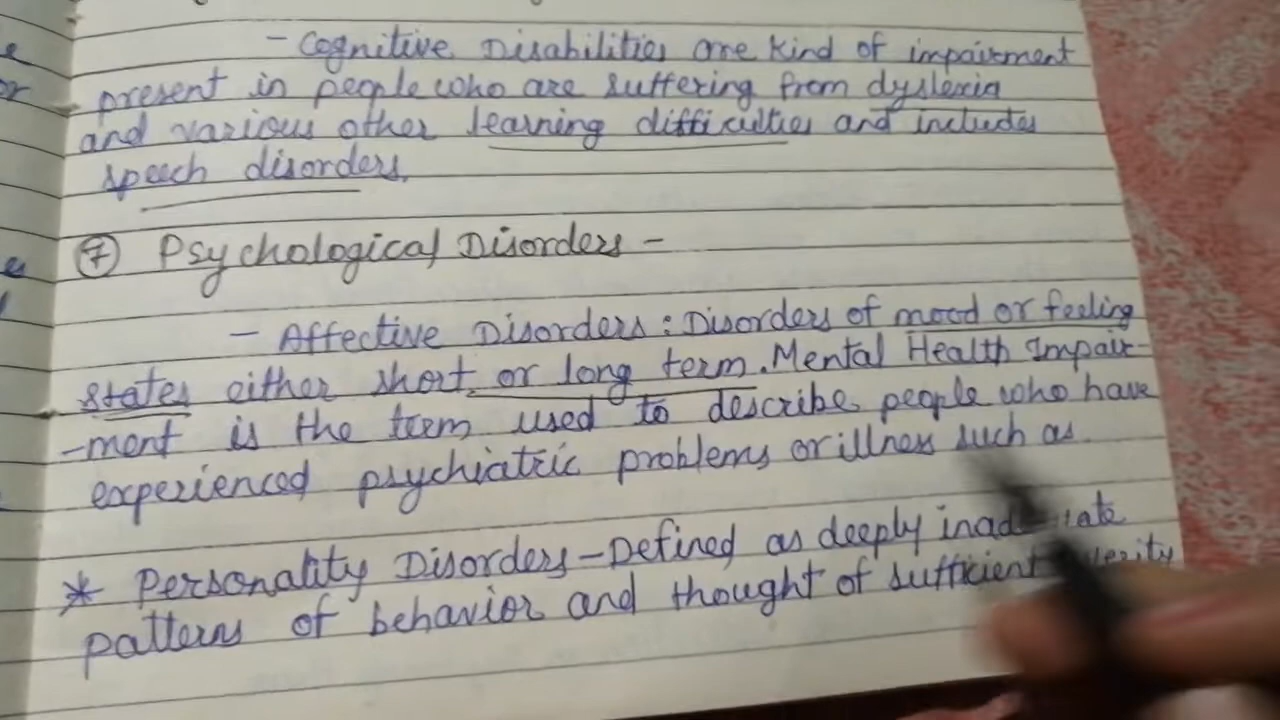 - Cognitive Disabilities are kind of impairment
present in people who are suffering from dyslexia
and various other learning difficulties and includes
speech disorders.
⑦ Psychological Disorders -
- Affective Disorders : Disorders of mood or feeling
states either short or long term. Mental Health Impair-
-ment is the term used to describe people who have
experienced psychiatric problems or illness such as
* Personality Disorders - Defined as deeply
patterns of behavior and thought of sufficient